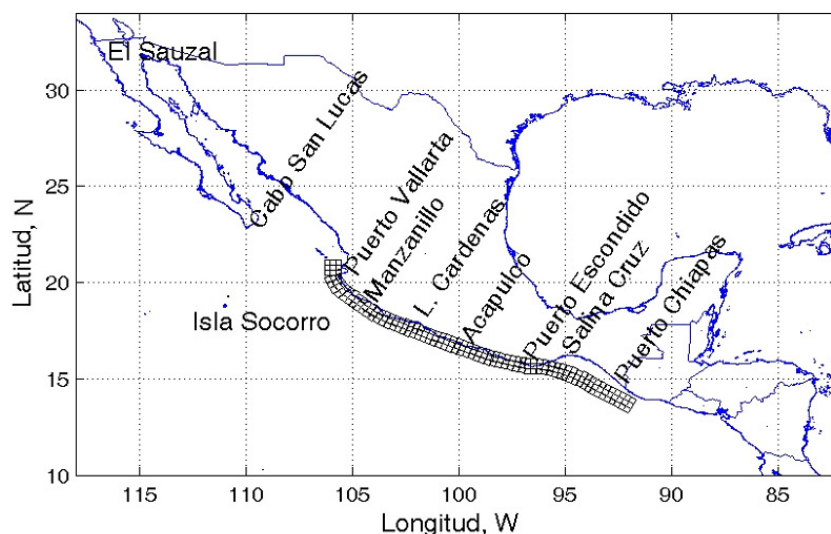 El Sauzal
Cabo San Lucas
Puerto Vallarta
Manzanillo
L. Cardenas
Acapulco
Puerto Escondido
Salina Cruz
Puerto Chiapas
Isla Socorro
Latitud, N
30
25
20
15
10
115
110
105
100
95
90
85
Longitud, W